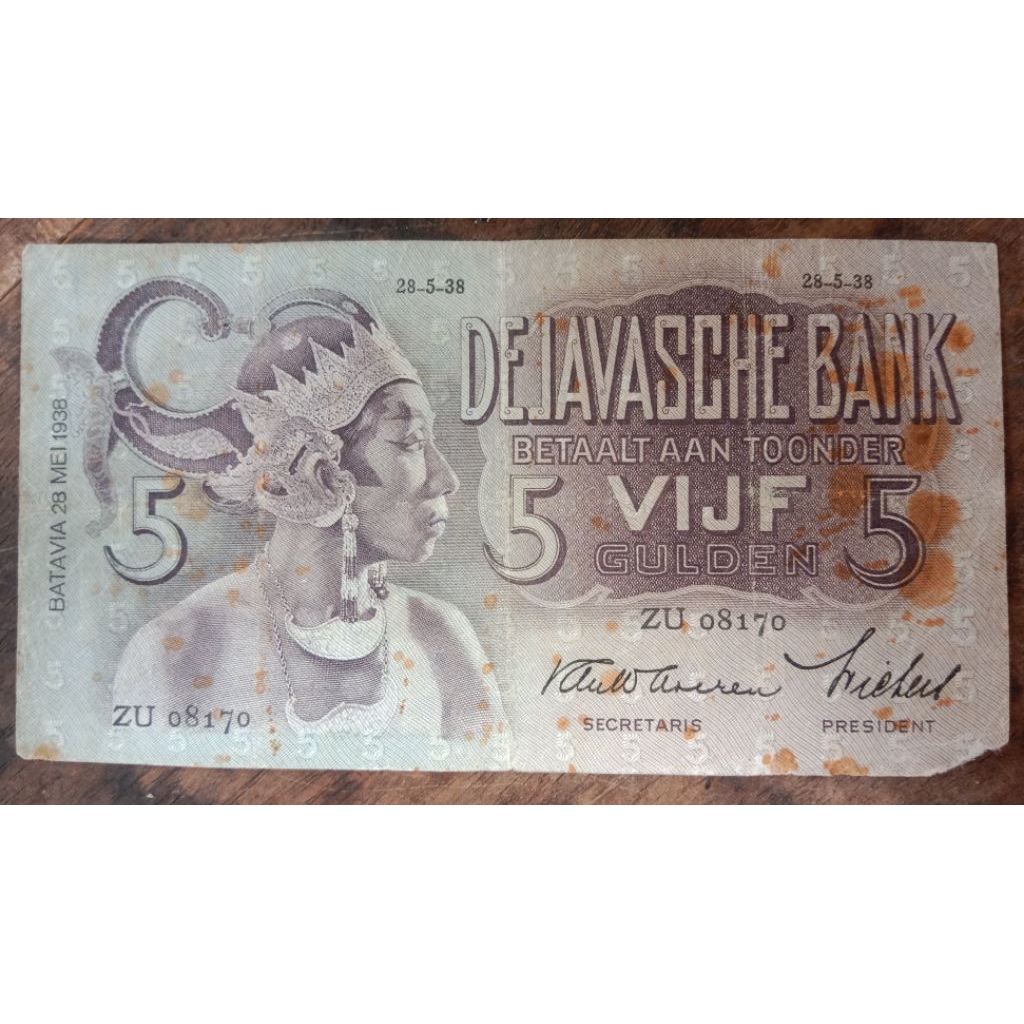 28-5-38
28-5-38
DE JAVASCHE BANK
BETAALT AAN TOONDER
5
5
VIJF
5
GULDEN
BATAVIA 28 MEI 1938
ZU 08170
ZU 08170
SECRETARIS
PRESIDENT